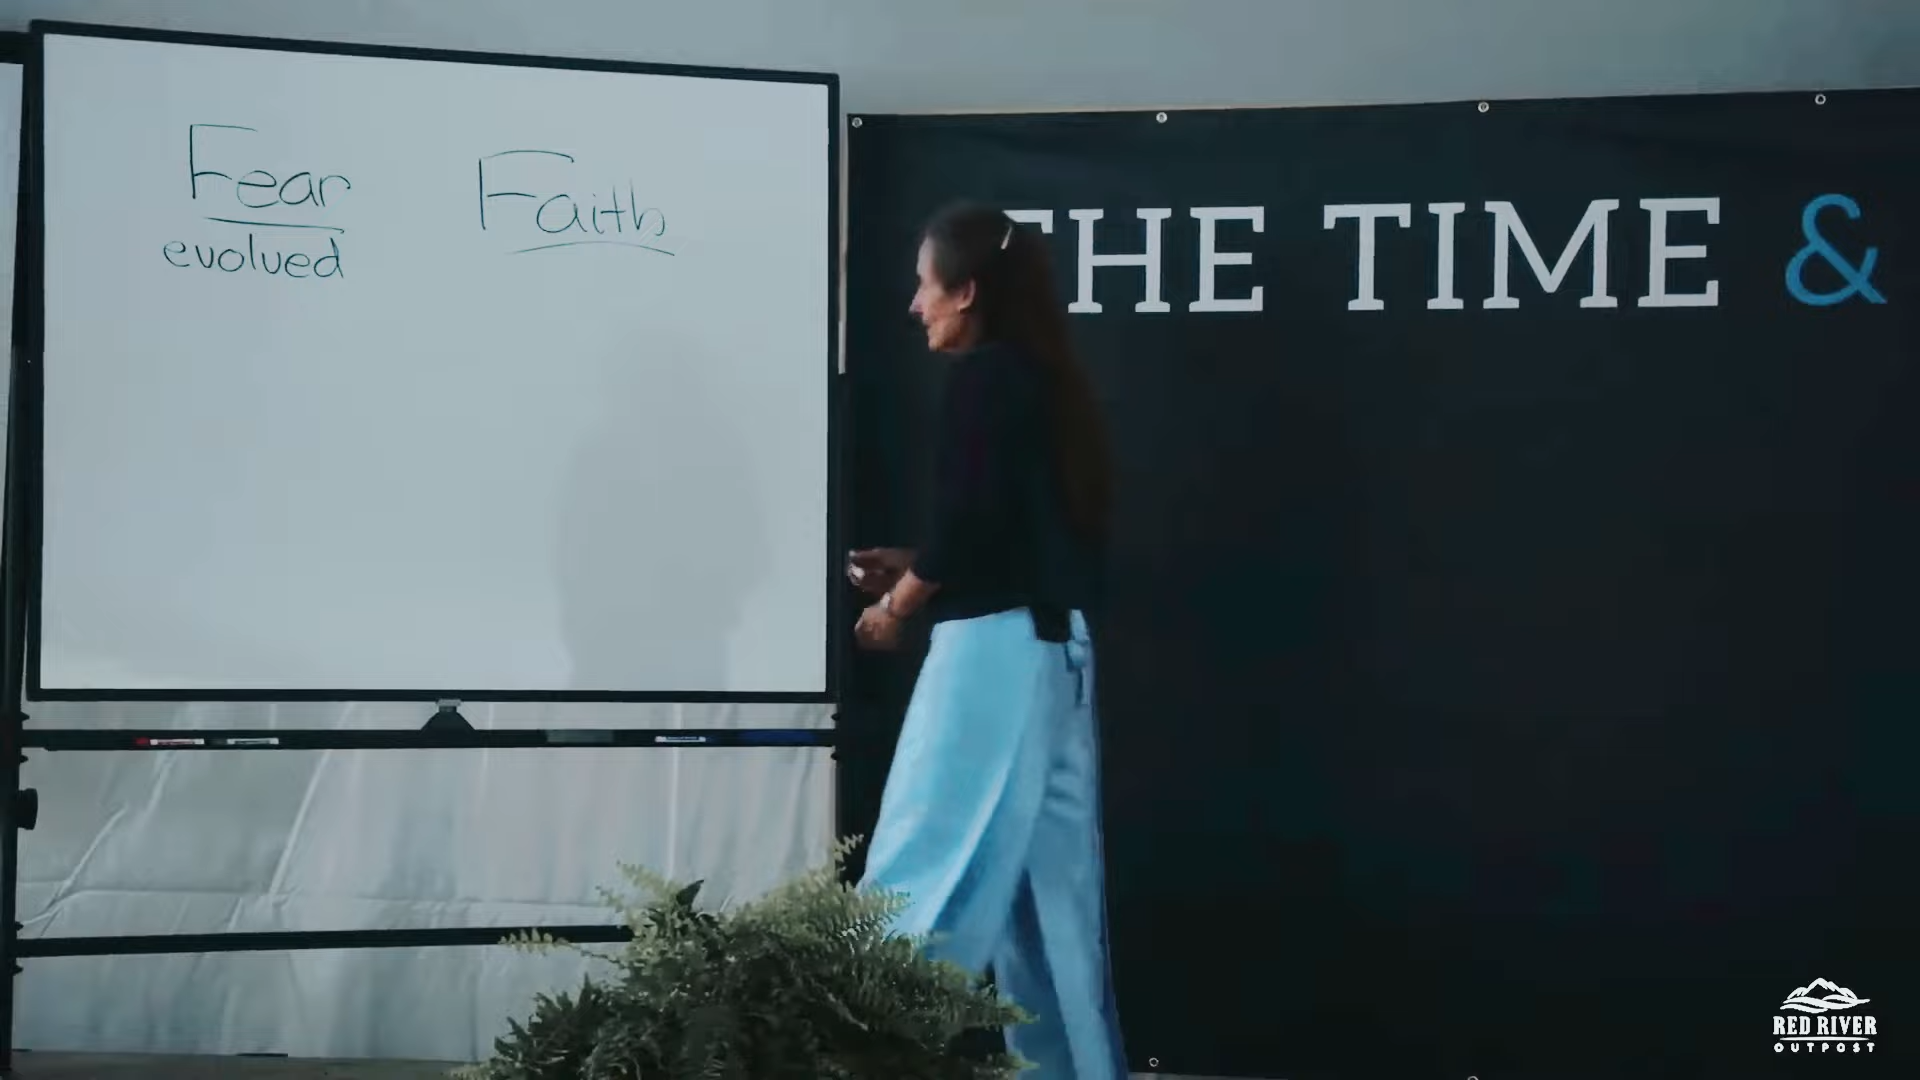 Fear
evolved
Faith
THE TIME &
RED RIVER
OUTPOST